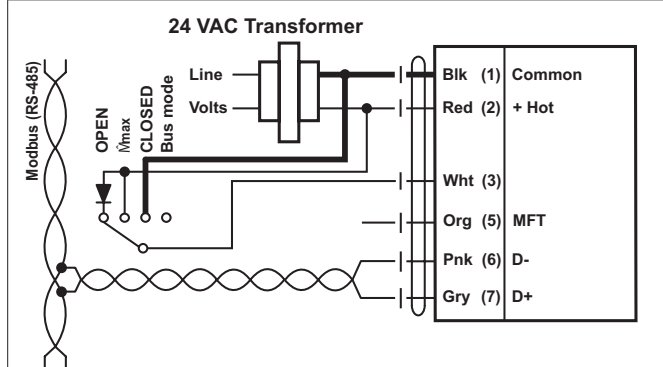 24 VAC Transformer
Modbus (RS-485)
Line
Volts
OPEN
V̇max
CLOSED
Bus mode
Blk (1) Common
Red (2) + Hot
Wht (3)
Org (5) MFT
Pnk (6) D-
Gry (7) D+